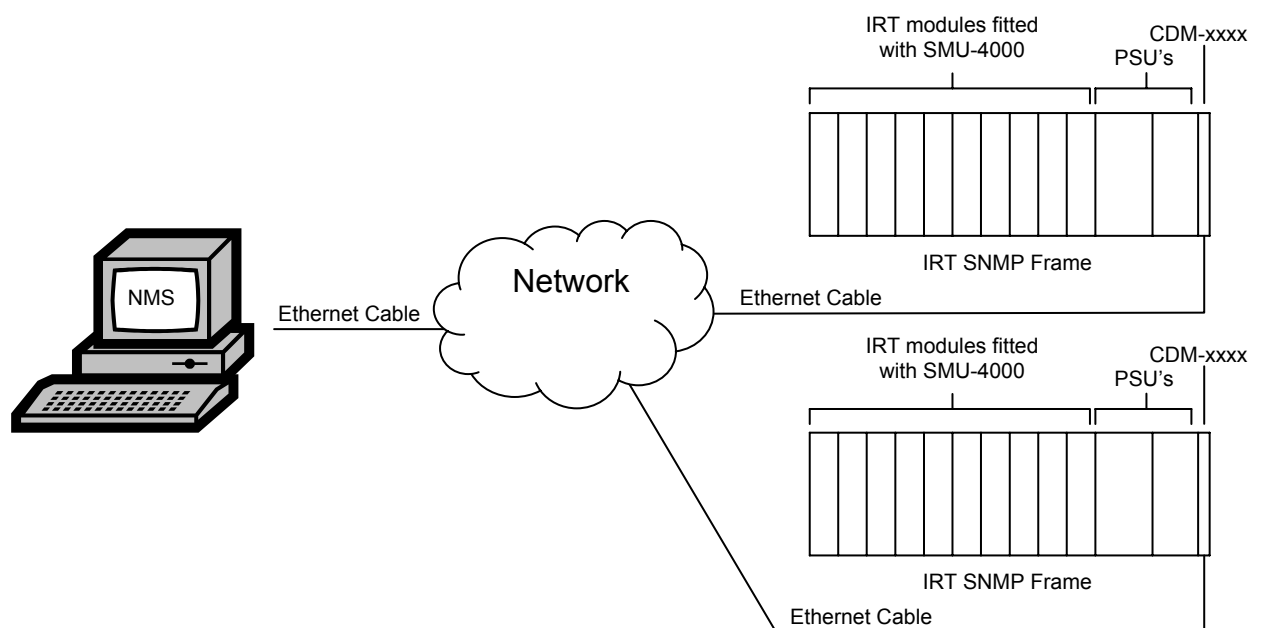 IRT modules fitted
with SMU-4000
CDM-xxxx
PSU's
IRT SNMP Frame
NMS
Ethernet Cable
Network
Ethernet Cable
IRT modules fitted
with SMU-4000
CDM-xxxx
PSU's
IRT SNMP Frame
Ethernet Cable